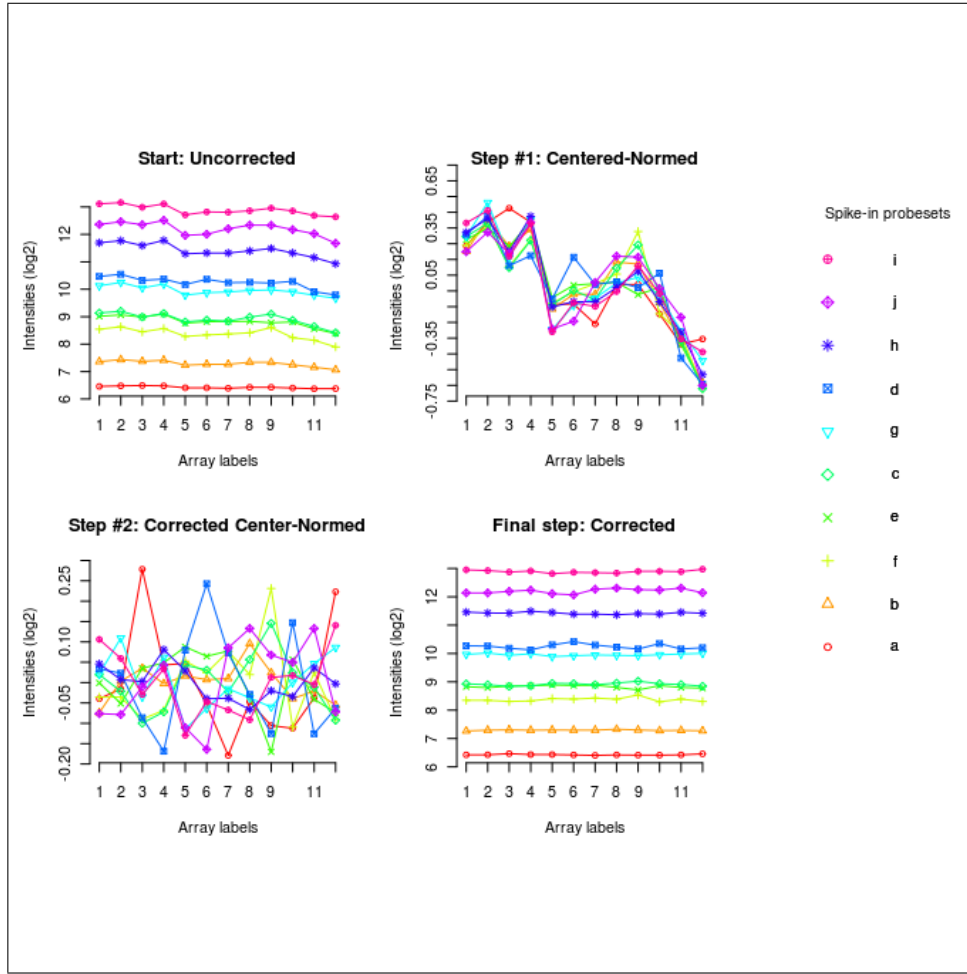 Start: Uncorrected
Intensities (log2)
6 7 8 9 10 12
1 2 3 4 5 6 7 8 9 11
Array labels
Step #1: Centered-Normed
-0.75 -0.35 0.05 0.35 0.65
1 2 3 4 5 6 7 8 9 11
Array labels
Intensities (log2)
Spike-in probesets
i
j
h
d
g
c
e
f
b
a
Step #2: Corrected Center-Normed
Intensities (log2)
-0.20 -0.05 0.10 0.25
1 2 3 4 5 6 7 8 9 11
Array labels
Final step: Corrected
Intensities (log2)
6 7 8 9 10 12
1 2 3 4 5 6 7 8 9 11
Array labels